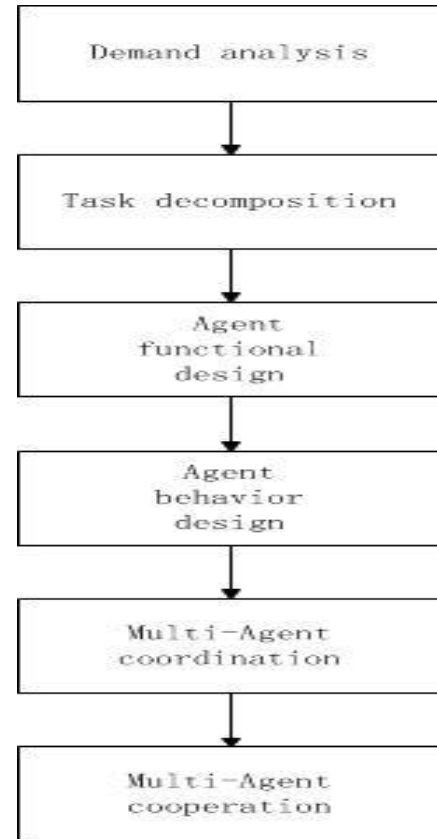 Demand analysis
Task decomposition
Agent
functional
design
Agent
behavior
design
Multi-Agent
coordination
Multi-Agent
cooperation